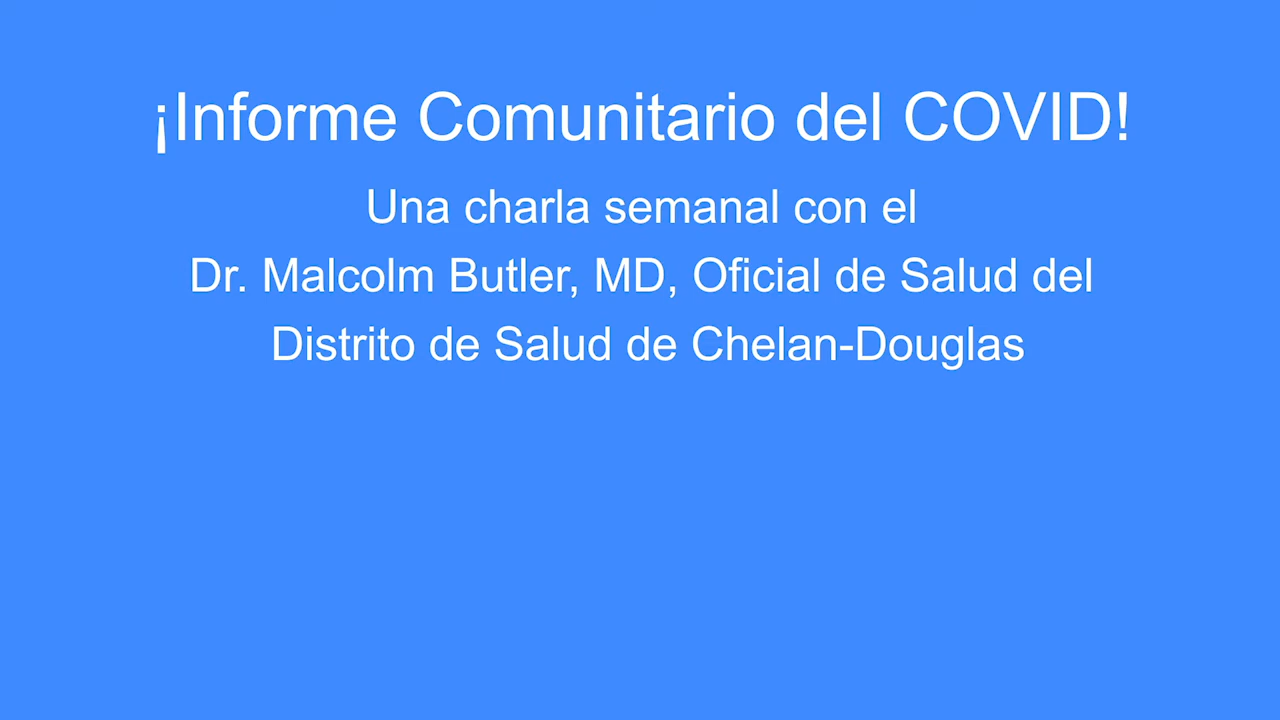 ¡Informe Comunitario del COVID!
Una charla semanal con el
Dr. Malcolm Butler, MD, Oficial de Salud del
Distrito de Salud de Chelan-Douglas